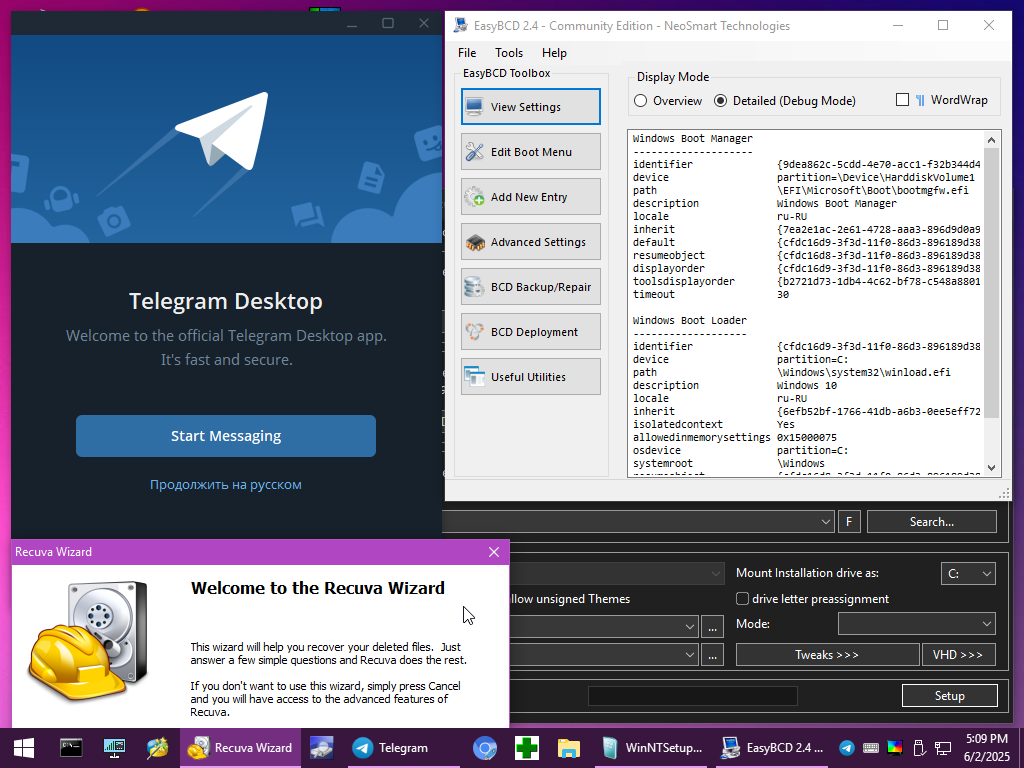 Telegram Desktop
Welcome to the official Telegram Desktop app.
It's fast and secure.
Start Messaging
Продолжить на русском
EasyBCD 2.4 - Community Edition - NeoSmart Technologies
File Tools Help
EasyBCD Toolbox
View Settings
Edit Boot Menu
Add New Entry
Advanced Settings
BCD Backup/Repair
BCD Deployment
Useful Utilities
Display Mode
Overview Detailed (Debug Mode) WordWrap
Windows Boot Manager
--------------------
identifier {9dea862c-5cdd-4e70-acc1-f32b344d4
device partition=\Device\HarddiskVolume1
path \EFI\Microsoft\Boot\bootmgfw.efi
description Windows Boot Manager
locale ru-RU
inherit {7ea2e1ac-2e61-4728-aaa3-896d9d0a9
default {cfdc16d9-3f3d-11f0-86d3-896189d38
resumeobject {cfdc16d8-3f3d-11f0-86d3-896189d38
displayorder {cfdc16d9-3f3d-11f0-86d3-896189d38
toolsdisplayorder {b2721d73-1db4-4c62-bf78-c548a8801
timeout 30
Windows Boot Loader
-------------------
identifier {cfdc16d9-3f3d-11f0-86d3-896189d38
device partition=C:
path \Windows\system32\winload.efi
description Windows 10
locale ru-RU
inherit {6efb52bf-1766-41db-a6b3-0ee5eff72
isolatedcontext Yes
allowedinmemorysettings 0x15000075
osdevice partition=C:
systemroot \Windows
F Search...
Mount Installation drive as: C:
llow unsigned Themes drive letter preassignment
... Mode:
... Tweaks >>> VHD >>>
Setup
Recuva Wizard
Welcome to the Recuva Wizard
This wizard will help you recover your deleted files. Just
answer a few simple questions and Recuva does the rest.
If you don't want to use this wizard, simply press Cancel
and you will have access to the advanced features of
Recuva.
Recuva Wizard Telegram WinNTSetup... EasyBCD 2.4 ... 5:09 PM
6/2/2025